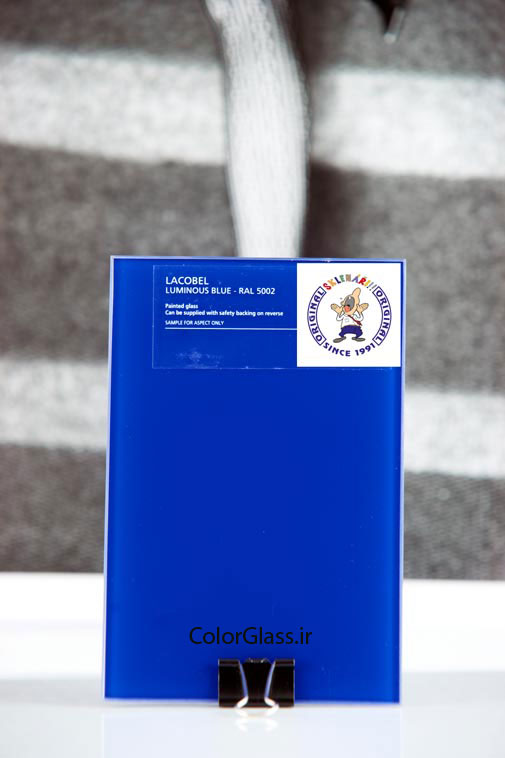 LACOBEL
LUMINOUS BLUE - RAL 5002
Painted glass
Can be supplied with safety backing on reverse
SAMPLE FOR ASPECT ONLY
SKLENÁŘI!!!
ORIGINAL
ORIGINAL
SINCE 1991
ColorGlass.ir